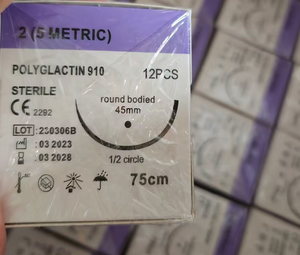 2 (5 METRIC)
POLYGLACTIN 910 12PCS
STERILE
CE 2292
round bodied
45mm
LOT :230306B
:03 2023
:03 2028
1/2 circle
75cm